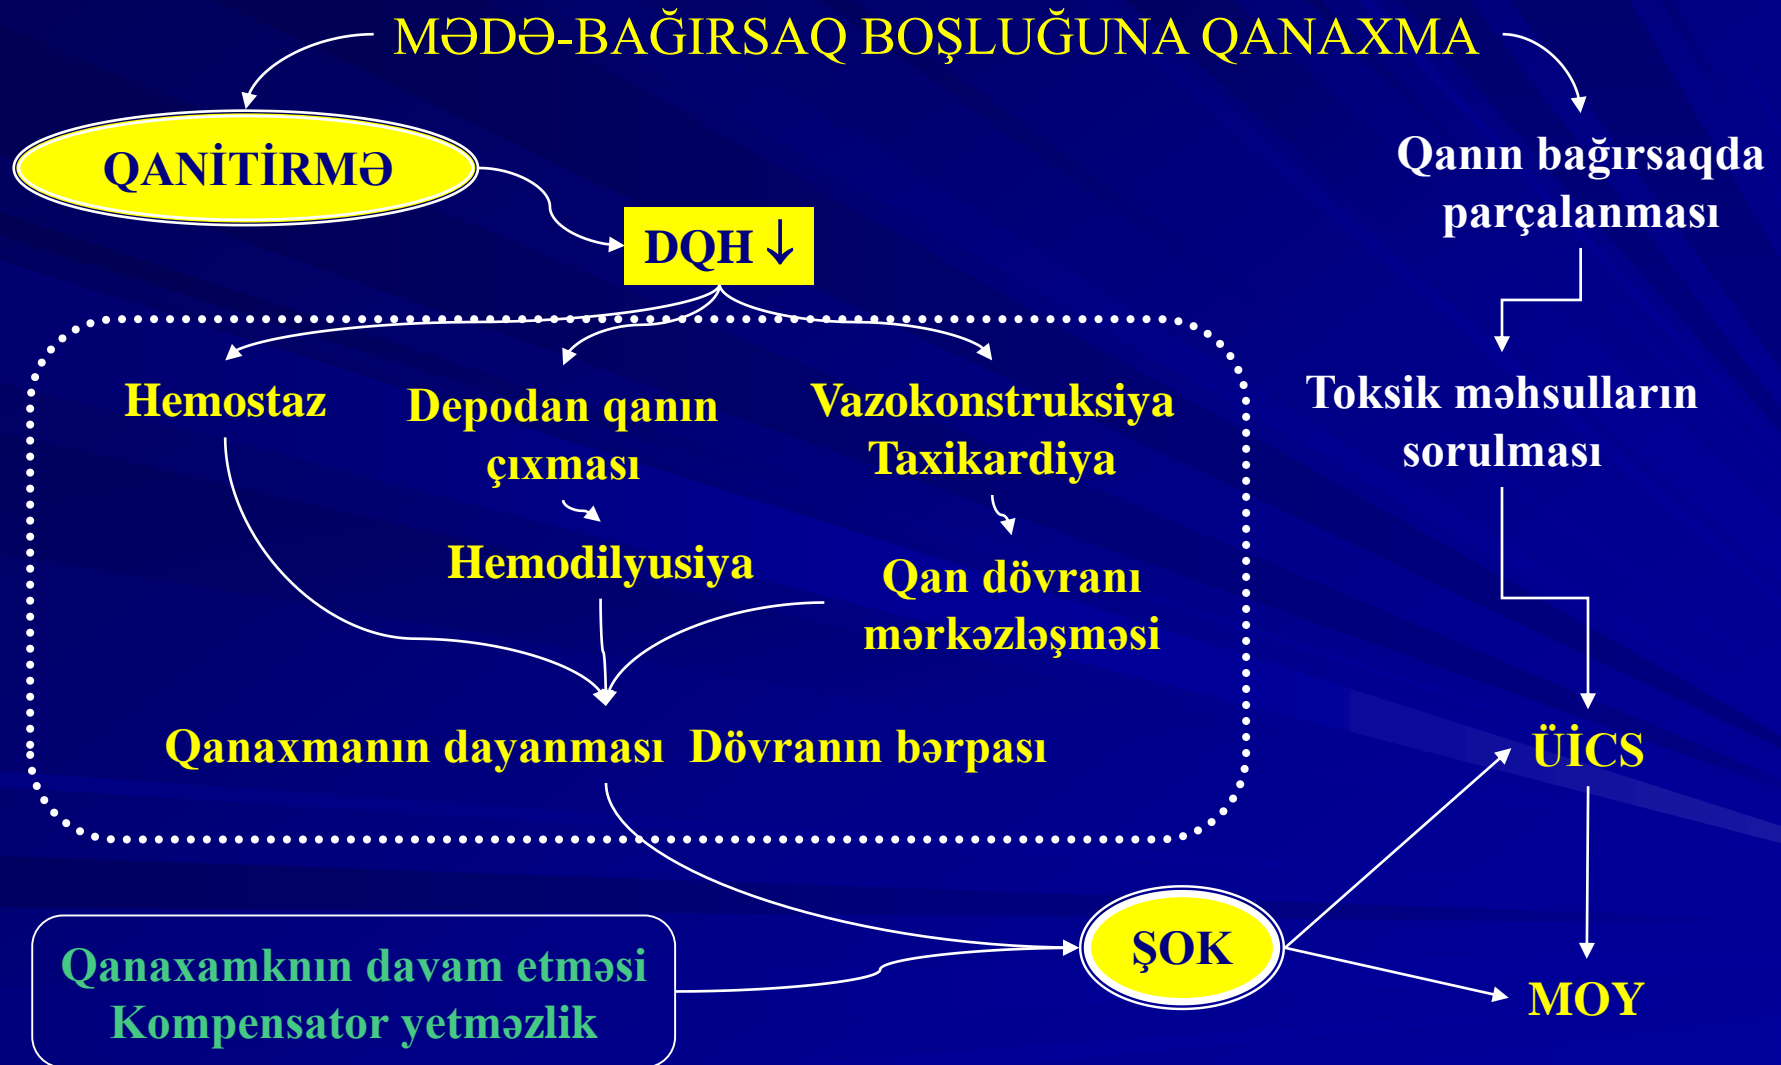 MƏDƏ-BAĞIRSAQ BOŞLUĞUNA QANAXMA
QANİTİRMƏ
DQH ↓
Hemostaz
Depodan qanın
çıxması
Hemodilyusiya
Vazokonstruksiya
Taxikardiya
Qan dövranı
mərkəzləşməsi
Qanaxmanın dayanması Dövranın bərpası
Qanaxamknın davam etməsi
Kompensator yetməzlik
ŞOK
Qanın bağırsaqda
parçalanması
Toksik məhsulların
sorulması
ÜİCS
MOY